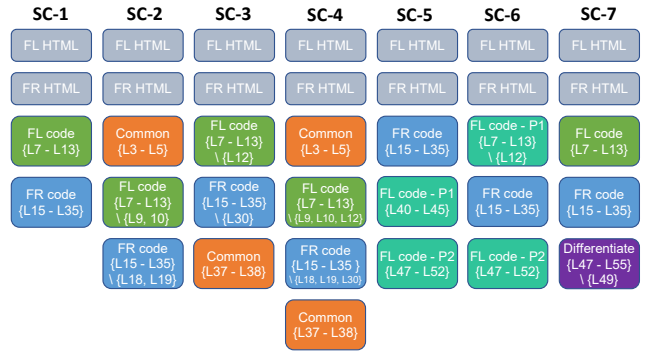 SC-1 SC-2 SC-3 SC-4 SC-5 SC-6 SC-7
FL HTML FL HTML FL HTML FL HTML FL HTML FL HTML FL HTML
FR HTML FR HTML FR HTML FR HTML FR HTML FR HTML FR HTML
FL code
{L7 - L13}
Common
{L3 - L5}
FL code
{L7 - L13}
\ {L12}
Common
{L3 - L5}
FR code
{L15 - L35}
FL code - P1
{L7 - L13}
\ {L12}
FL code
{L7 - L13}
FR code
{L15 - L35}
FL code
{L7 - L13}
\ {L9, 10}
FR code
{L15 - L35}
\ {L30}
FL code
{L7 - L13}
\ {L9, L10, L12}
FL code - P1
{L40 - L45}
FR code
{L15 - L35}
FR code
{L15 - L35}
FR code
{L15 - L35}
\ {L18, L19}
Common
{L37 - L38}
FR code
{L15 - L35 }
\ {L18, L19, L30}
FL code - P2
{L47 - L52}
FL code - P2
{L47 - L52}
Differentiate
{L47 - L55}
\ {L49}
Common
{L37 - L38}